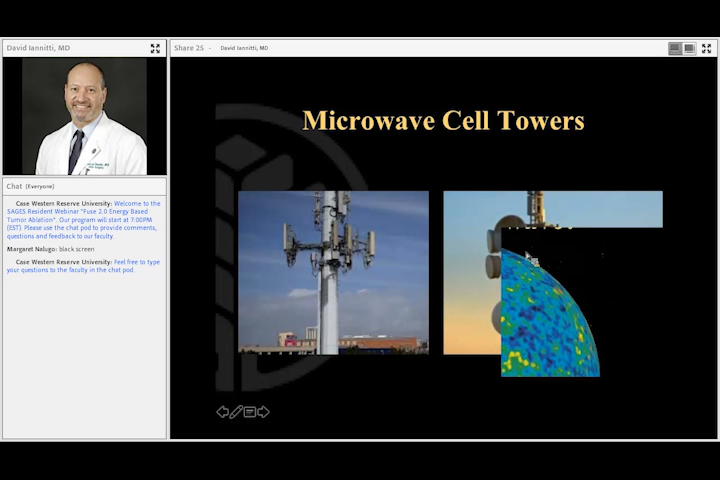 David Iannitti, MD
Share 25 - David Iannitti, MD
Microwave Cell Towers
Chat (Everyone)
Case Western Reserve University: Welcome to the
SAGES Resident Webinar "Fuse 2.0 Energy Based
Tumor Ablation". Our program will start at 7:00PM
(EST). Please use the chat pod to provide comments,
questions and feedback to our faculty.
Margaret Nalugo: black screen
Case Western Reserve University: Feel free to type
your questions to the faculty in the chat pod.